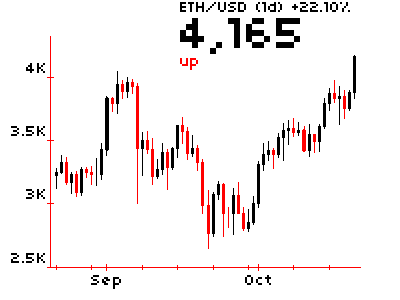 ETH/USD (1d) +22.10%
4,165
up
4K
3.5K
3K
2.5K
Sep Oct